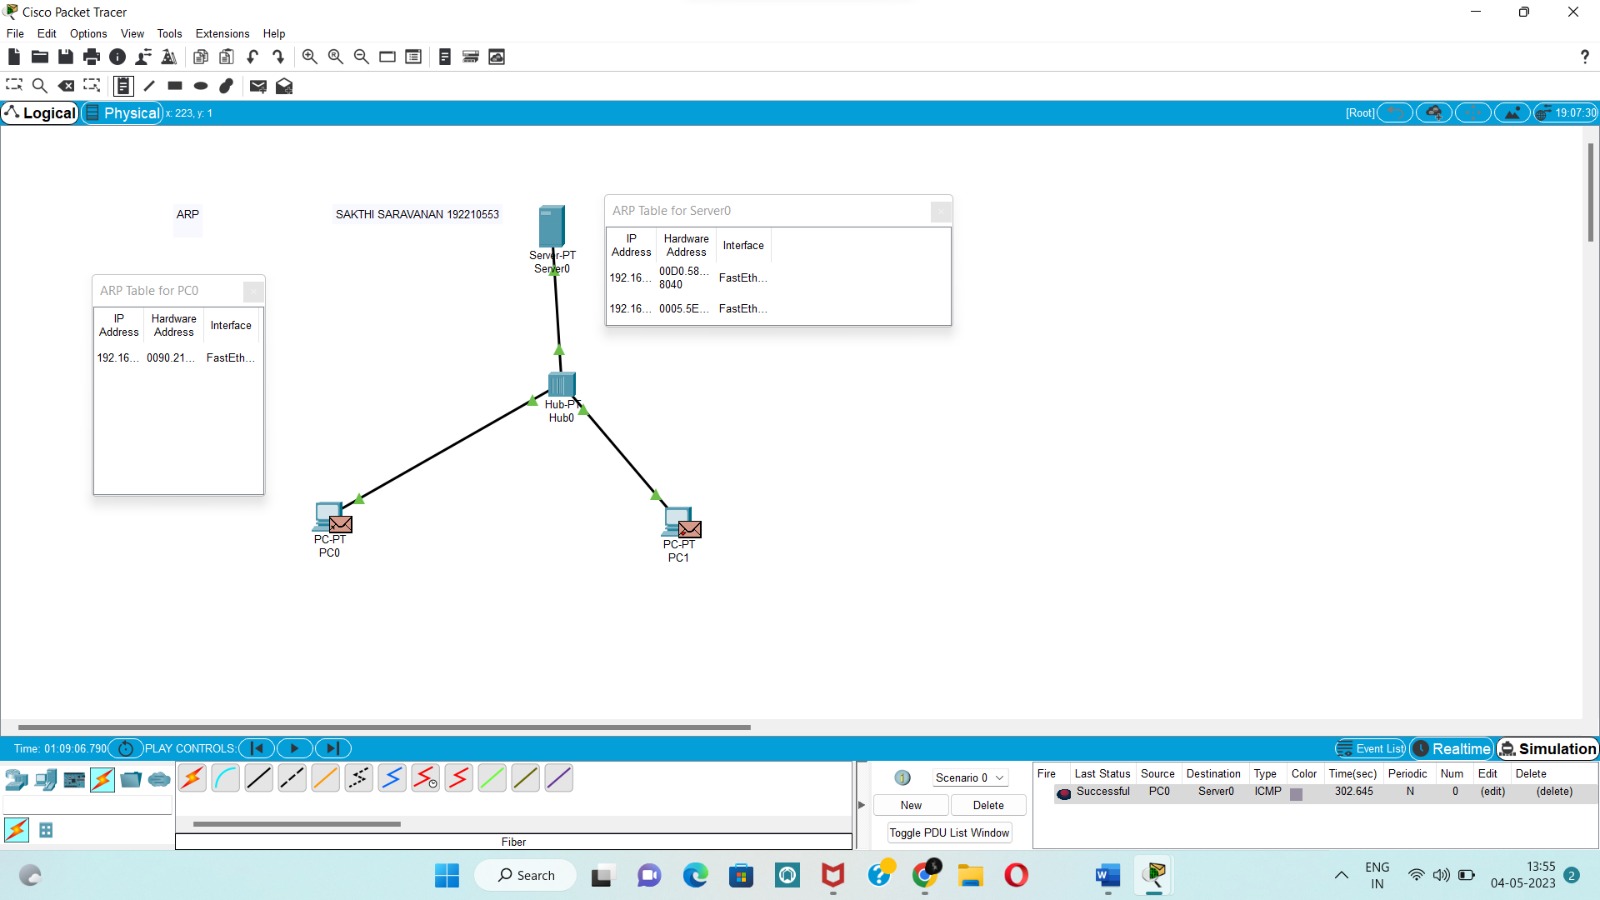 Cisco Packet Tracer
File Edit Options View Tools Extensions Help
?
Logical Physical x: 223, y: 1 [Root] 19:07:30
ARP
SAKTHI SARAVANAN 192210553
Server-PT
Server0
ARP Table for Server0
IP Address Hardware Address Interface
192.16... 00D0.58... 8040 FastEth...
192.16... 0005.5E... FastEth...
ARP Table for PC0
IP Address Hardware Address Interface
192.16... 0090.21... FastEth...
Hub-PT
Hub0
PC-PT
PC0
PC-PT
PC1
Time: 01:09:06.790 PLAY CONTROLS: Event List Realtime Simulation
Scenario 0
New Delete
Toggle PDU List Window
Fire Last Status Source Destination Type Color Time(sec) Periodic Num Edit Delete
Successful PC0 Server0 ICMP 302.645 N 0 (edit) (delete)
Fiber
Search
ENG
IN
13:55
04-05-2023
2